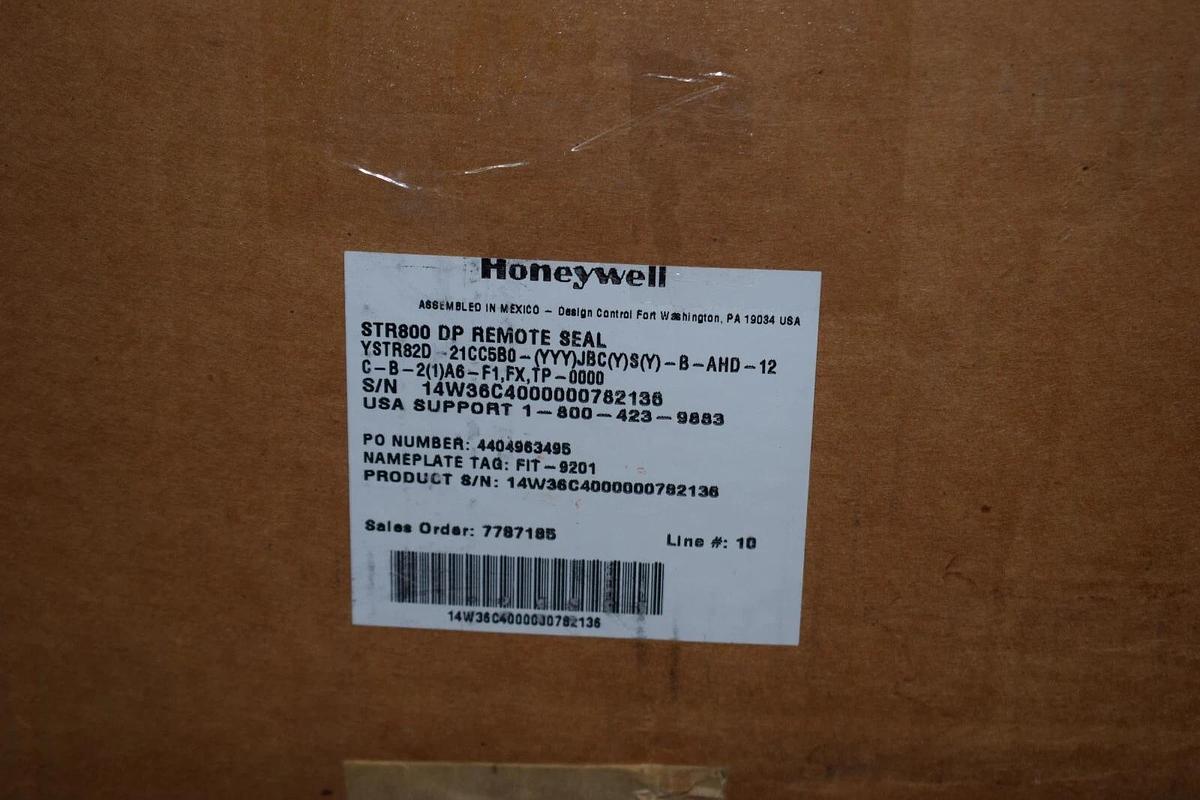 Honeywell
ASSEMBLED IN MEXICO – Design Control Fort Washington, PA 19034 USA
STR800 DP REMOTE SEAL
YSTR82D -21CC5B0-(YYY)JBC(Y)S(Y)-B-AHD-12
C-B-2(1)A6-F1,FX,TP-0000
S/N 14W36C4000000782136
USA SUPPORT 1-800-423-9883
PO NUMBER: 4404963495
NAMEPLATE TAG: FIT-9201
PRODUCT S/N: 14W36C4000000782136
Sales Order: 7787185
Line #: 10
14W36C4000000782136